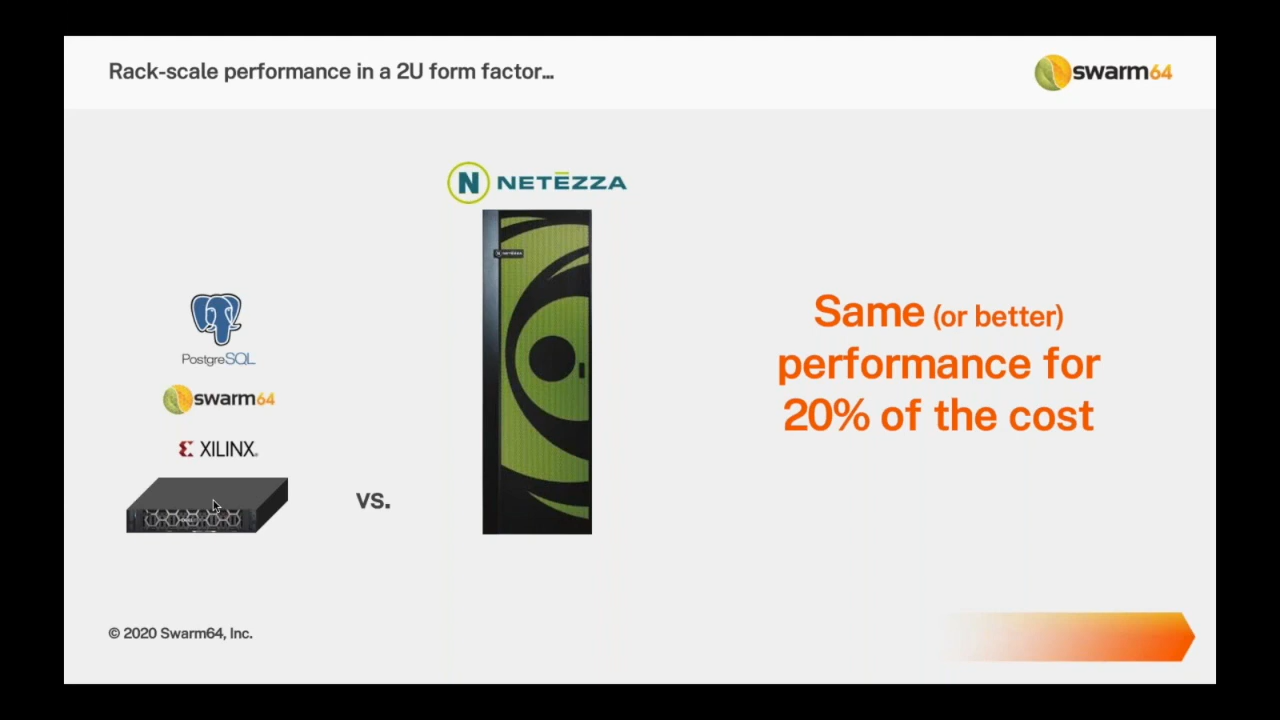 Rack-scale performance in a 2U form factor...
swarm64
N NETĒZZA
NETEZZA
PostgreSQL
swarm64
XILINX®
vs.
Same (or better)
performance for
20% of the cost
© 2020 Swarm64, Inc.